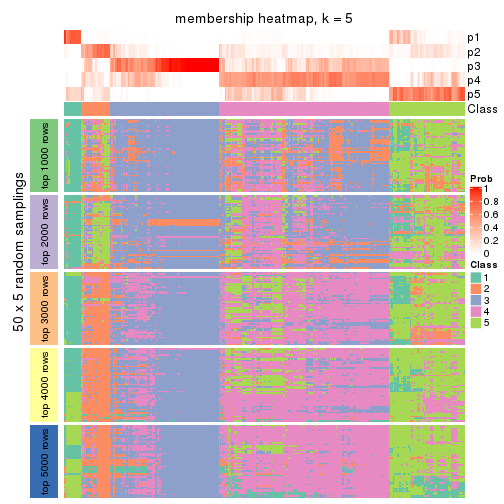 membership heatmap, k = 5
p1
p2
p3
p4
p5
Class
50 x 5 random samplings
top 1000 rows
top 2000 rows
top 3000 rows
top 4000 rows
top 5000 rows
Prob
1
0.8
0.6
0.4
0.2
0
Class
1
2
3
4
5